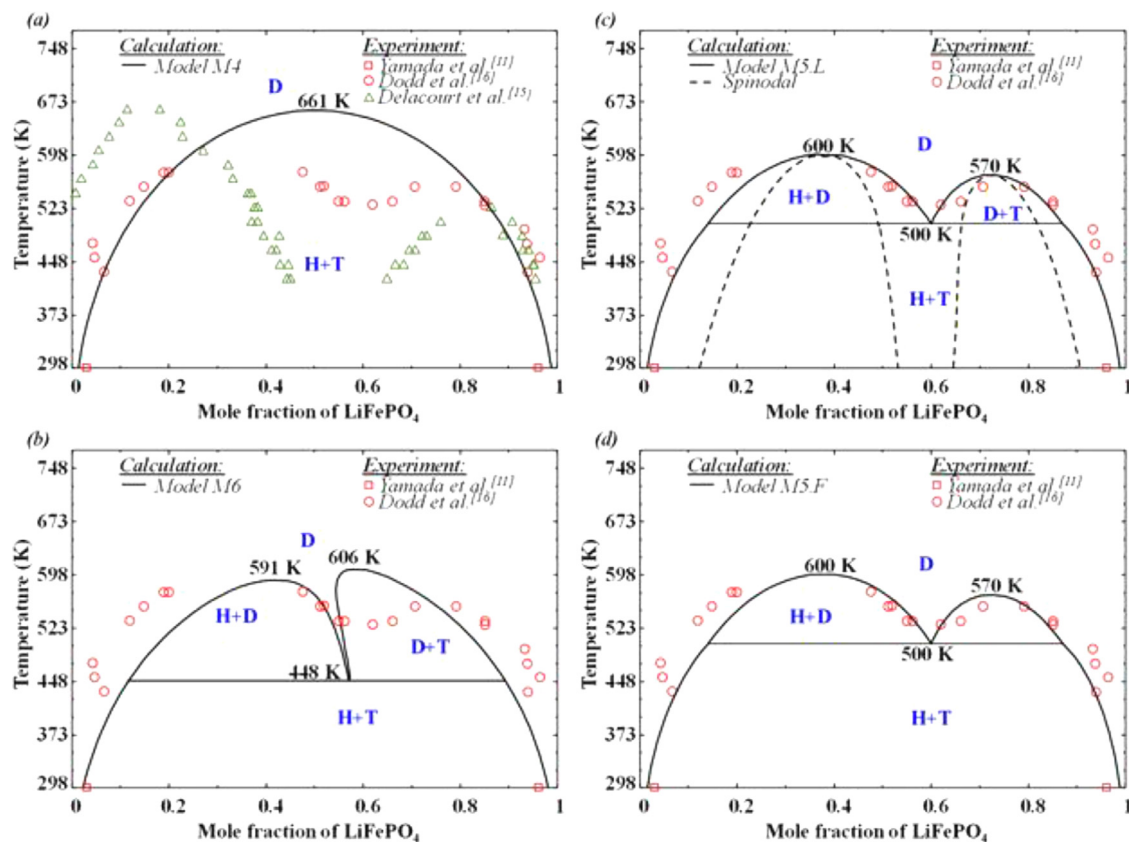 (a)
Calculation:
Model M4
Experiment:
Yamada et al.[11]
Dodd et al.[16]
Delacourt et al.[15]
D
661 K
H+T
748
673
598
523
448
373
298
Temperature (K)
0 0.2 0.4 0.6 0.8 1
Mole fraction of LiFePO4
(c)
Calculation:
Model M5.L
Spinodal
Experiment:
Yamada et al.[11]
Dodd et al.[16]
D
600 K
570 K
H+D
D+T
500 K
H+T
748
673
598
523
448
373
298
Temperature (K)
0 0.2 0.4 0.6 0.8 1
Mole fraction of LiFePO4
(b)
Calculation:
Model M6
Experiment:
Yamada et al.[11]
Dodd et al.[16]
D
591 K
606 K
H+D
D+T
448 K
H+T
748
673
598
523
448
373
298
Temperature (K)
0 0.2 0.4 0.6 0.8 1
Mole fraction of LiFePO4
(d)
Calculation:
Model M5.F
Experiment:
Yamada et al.[11]
Dodd et al.[16]
D
600 K
570 K
H+D
500 K
H+T
748
673
598
523
448
373
298
Temperature (K)
0 0.2 0.4 0.6 0.8 1
Mole fraction of LiFePO4